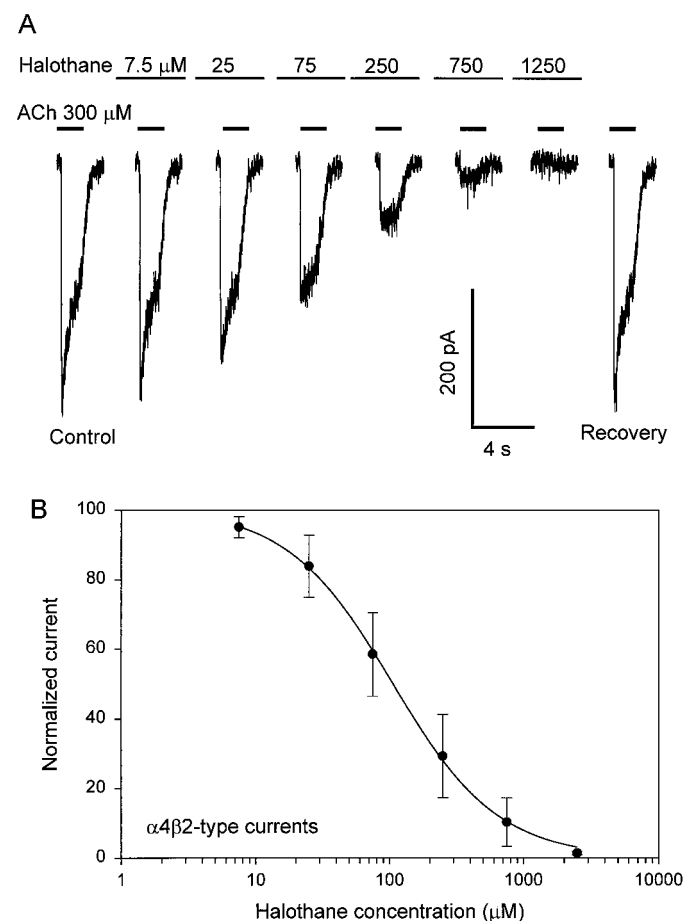 A
Halothane 7.5 μM 25 75 250 750 1250
ACh 300 μM
200 pA
4 s
Control
Recovery
B
100
80
60
40
20
0
Normalized current
α4β2-type currents
1 10 100 1000 10000
Halothane concentration (μM)